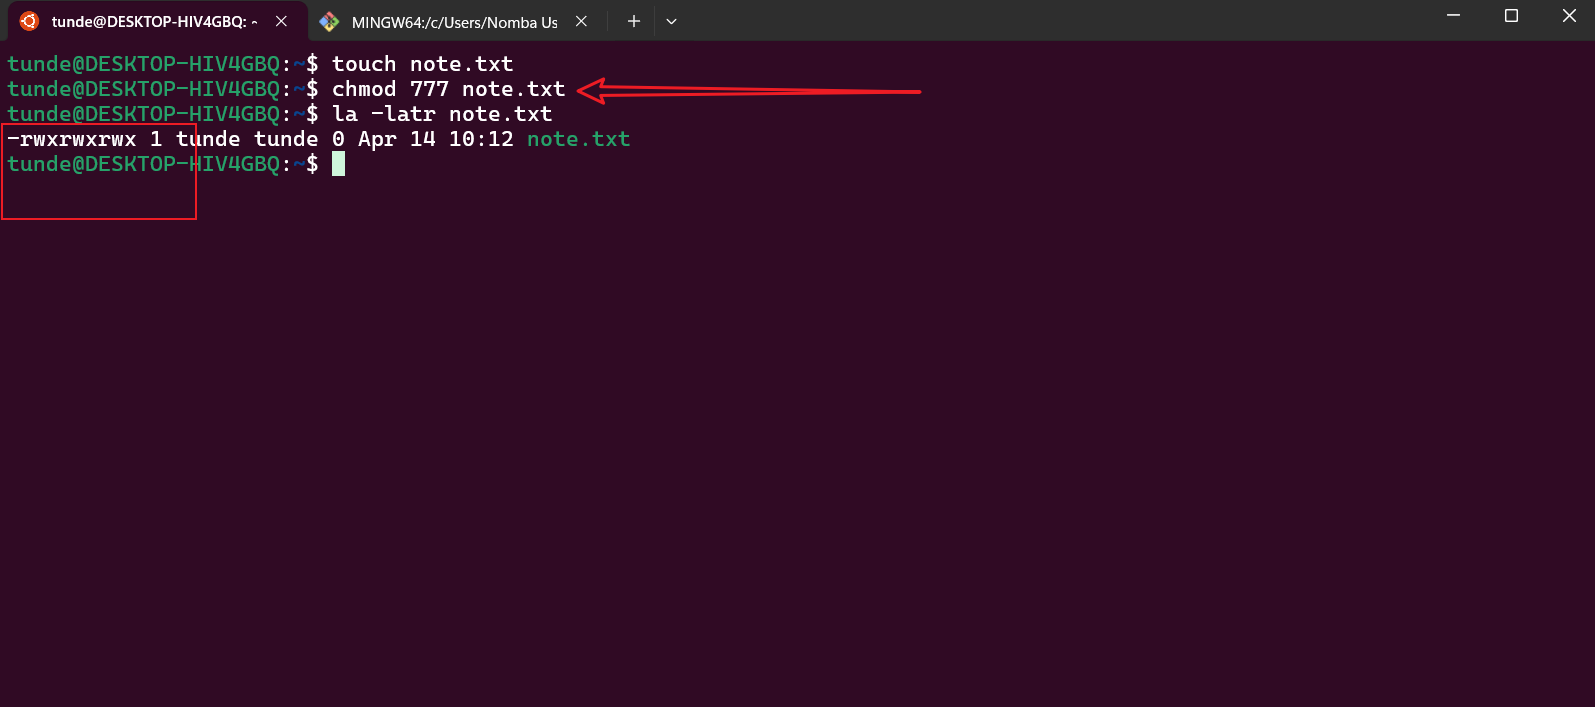 tunde@DESKTOP-HIV4GBQ: ~
MINGW64:/c/Users/Nomba Us
tunde@DESKTOP-HIV4GBQ:~$ touch note.txt
tunde@DESKTOP-HIV4GBQ:~$ chmod 777 note.txt
tunde@DESKTOP-HIV4GBQ:~$ la -latr note.txt
-rwxrwxrwx 1 tunde tunde 0 Apr 14 10:12 note.txt
tunde@DESKTOP-HIV4GBQ:~$